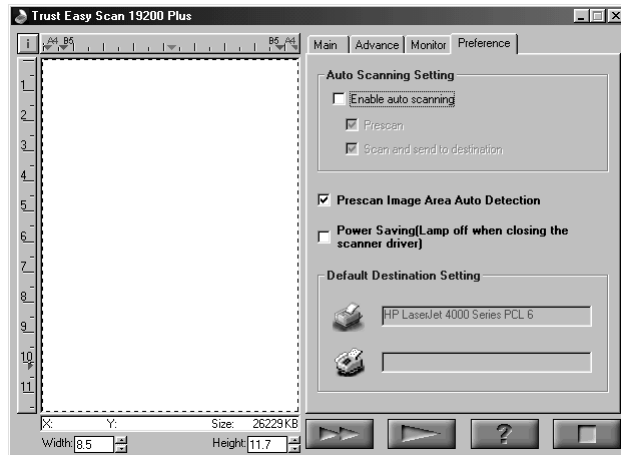 Trust Easy Scan 19200 Plus
i
A4 B5
B5 A4
Main Advance Monitor Preference
1
2
3
4
5
6
7
8
9
10
11
Auto Scanning Setting
Enable auto scanning
Prescan
Scan and send to destination
Prescan Image Area Auto Detection
Power Saving(Lamp off when closing the
scanner driver)
Default Destination Setting
HP LaserJet 4000 Series PCL 6
X: Y: Size: 26229KB
Width: 8.5 Height: 11.7
?